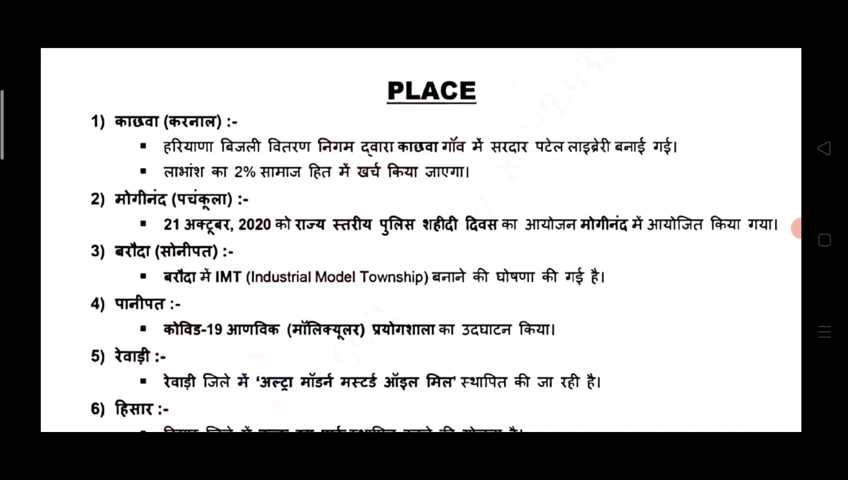 PLACE
1) काछवा (करनाल) :-
▪ हरियाणा बिजली वितरण निगम द्वारा काछवा गाँव में सरदार पटेल लाइब्रेरी बनाई गई।
▪ लाभांश का 2% सामाज हित में खर्च किया जाएगा।
2) मोगीनंद (पचंकूला) :-
▪ 21 अक्टूबर, 2020 को राज्य स्तरीय पुलिस शहीदी दिवस का आयोजन मोगीनंद में आयोजित किया गया।
3) बरौदा (सोनीपत) :-
▪ बरौदा में IMT (Industrial Model Township) बनाने की घोषणा की गई है।
4) पानीपत :-
▪ कोविड-19 आणविक (मॉलिक्यूलर) प्रयोगशाला का उदघाटन किया।
5) रेवाड़ी :-
▪ रेवाड़ी जिले में ‘अल्ट्रा मॉडर्न मस्टर्ड ऑइल मिल’ स्थापित की जा रही है।
6) हिसार :-